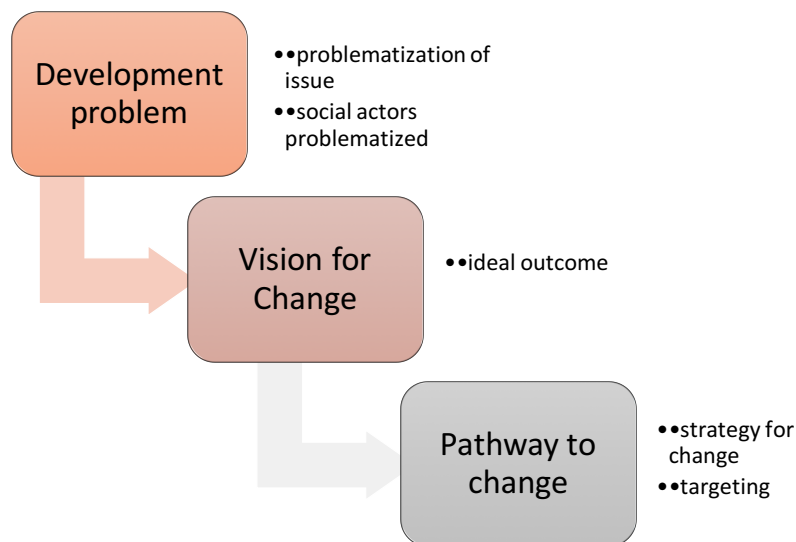 Development
problem
••problematization of
issue
••social actors
problematized
Vision for
Change
••ideal outcome
Pathway to
change
••strategy for
change
••targeting